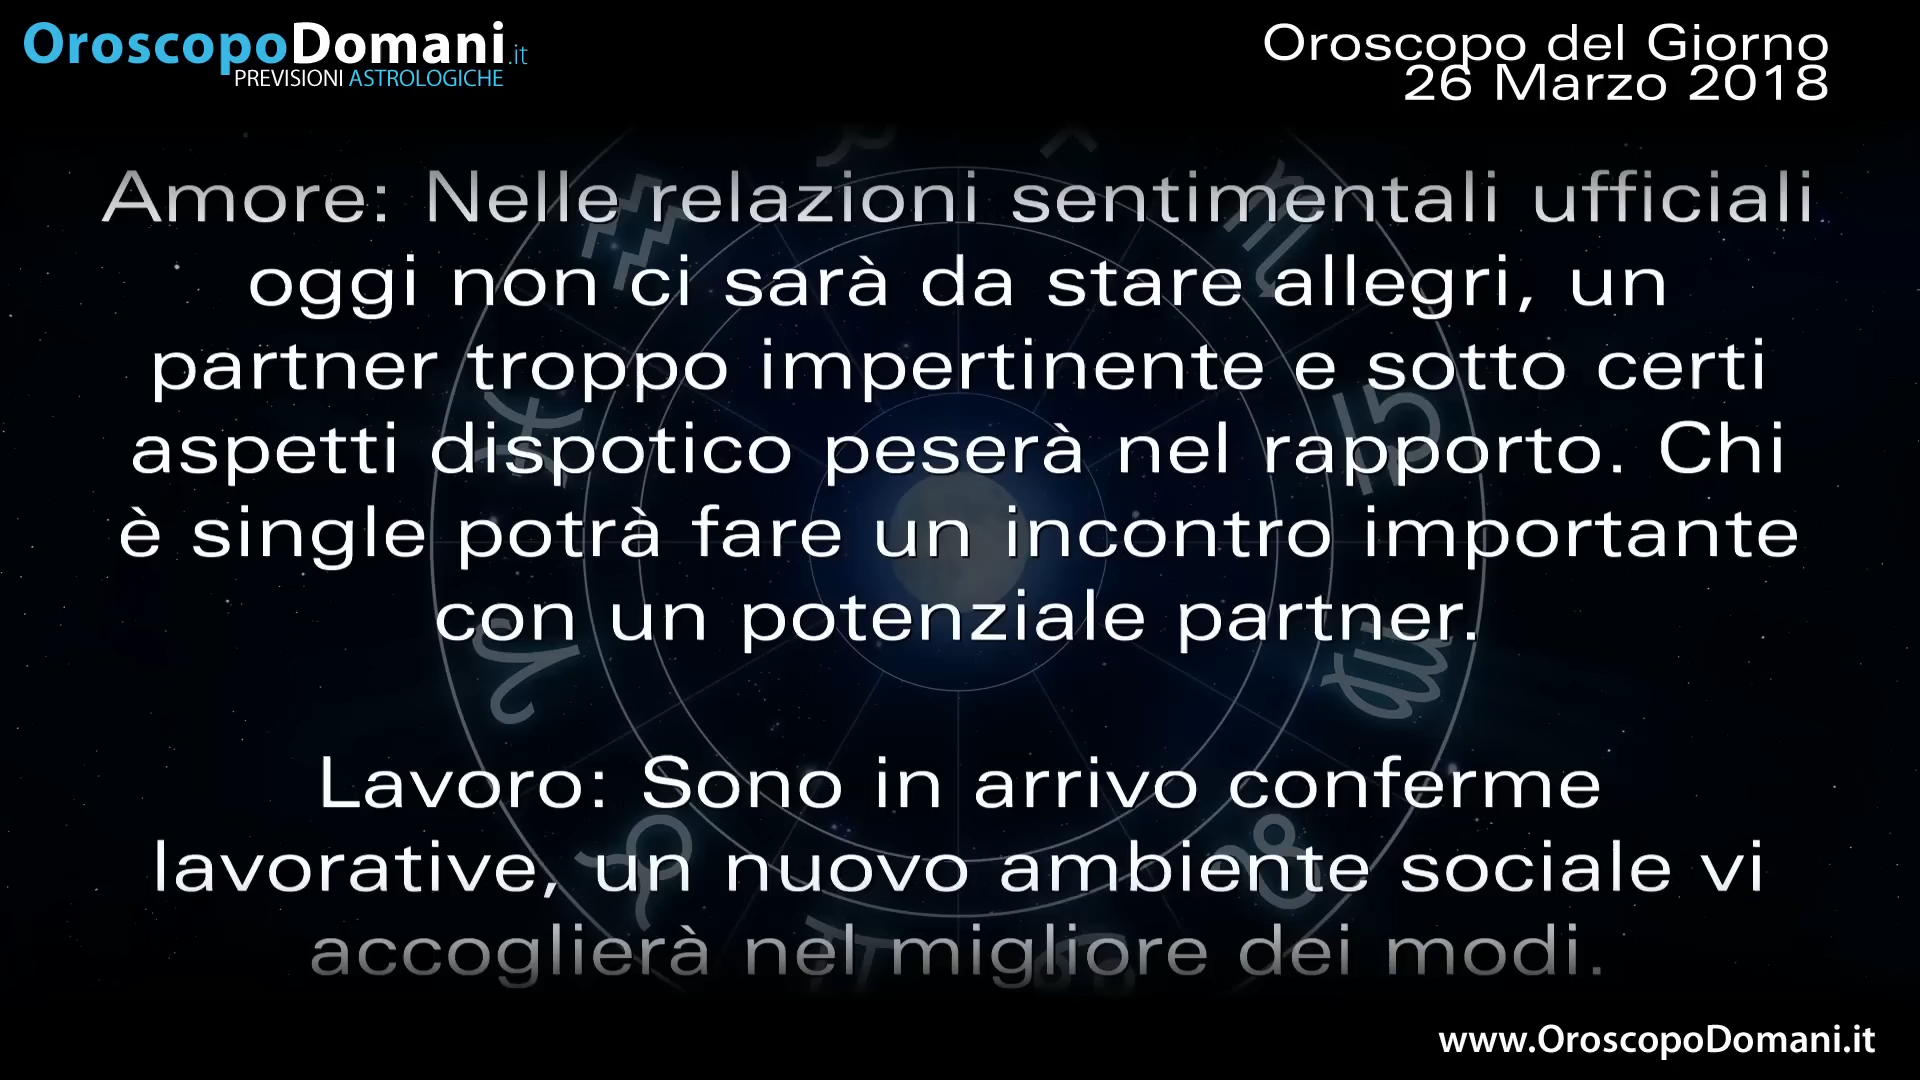 OroscopoDomani.it
PREVISIONI ASTROLOGICHE
Oroscopo del Giorno
26 Marzo 2018
Amore: Nelle relazioni sentimentali ufficiali
oggi non ci sarà da stare allegri, un
partner troppo impertinente e sotto certi
aspetti dispotico peserà nel rapporto. Chi
è single potrà fare un incontro importante
con un potenziale partner.
Lavoro: Sono in arrivo conferme
lavorative, un nuovo ambiente sociale vi
accoglierà nel migliore dei modi.
www.OroscopoDomani.it